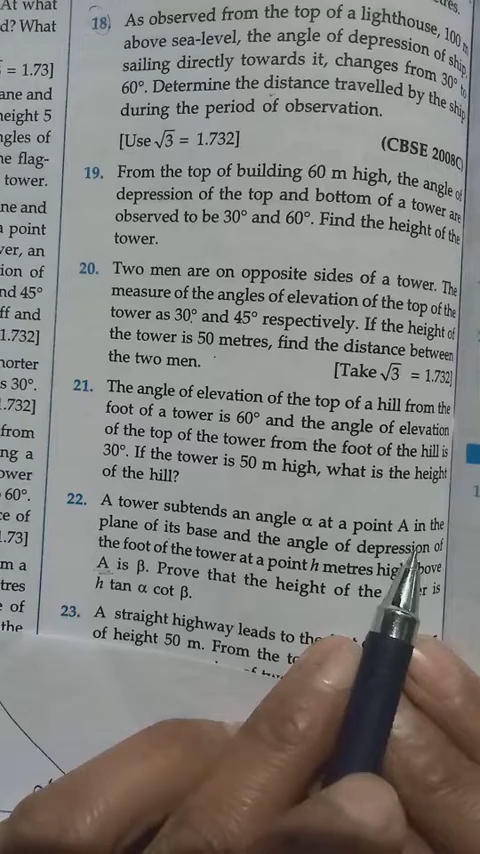 At what
d? What
= 1.73]
ane and
height 5
ngles of
he flag-
tower.
ne and
a point
ver, an
ion of
nd 45°
ff and
1.732]
horter
s 30°.
.732]
from
ng a
ower
60°.
ce of
.73]
m a
tres
of
the
18. As observed from the top of a lighthouse, 100 m
above sea-level, the angle of depression of ship,
sailing directly towards it, changes from 30° to
60°. Determine the distance travelled by the ship
during the period of observation.
[Use √3 = 1.732] (CBSE 2008C)
19. From the top of building 60 m high, the angle of
depression of the top and bottom of a tower are
observed to be 30° and 60°. Find the height of the
tower.
20. Two men are on opposite sides of a tower. The
measure of the angles of elevation of the top of the
tower as 30° and 45° respectively. If the height of
the tower is 50 metres, find the distance between
the two men. [Take √3 = 1.732]
21. The angle of elevation of the top of a hill from the
foot of a tower is 60° and the angle of elevation
of the top of the tower from the foot of the hill is
30°. If the tower is 50 m high, what is the height
of the hill?
22. A tower subtends an angle α at a point A in the
plane of its base and the angle of depression of
the foot of the tower at a point h metres high above
A is β. Prove that the height of the er is
h tan α cot β.
23. A straight highway leads to the
of height 50 m. From the